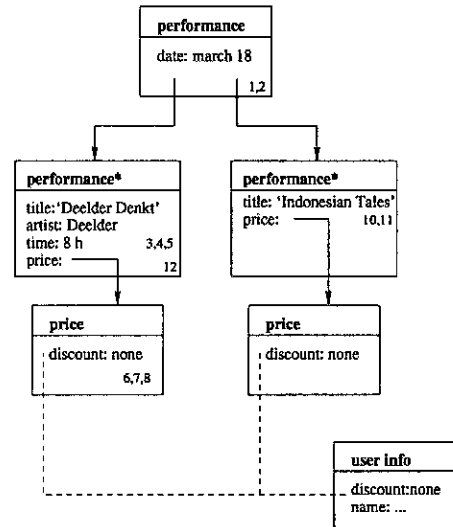 performance
date: march 18
1,2
performance*
title:'Deelder Denkt'
artist: Deelder
time: 8 h 3,4,5
price:
12
performance*
title: 'Indonesian Tales'
price: 10,11
price
discount: none
6,7,8
price
discount: none
user info
discount:none
name: ...